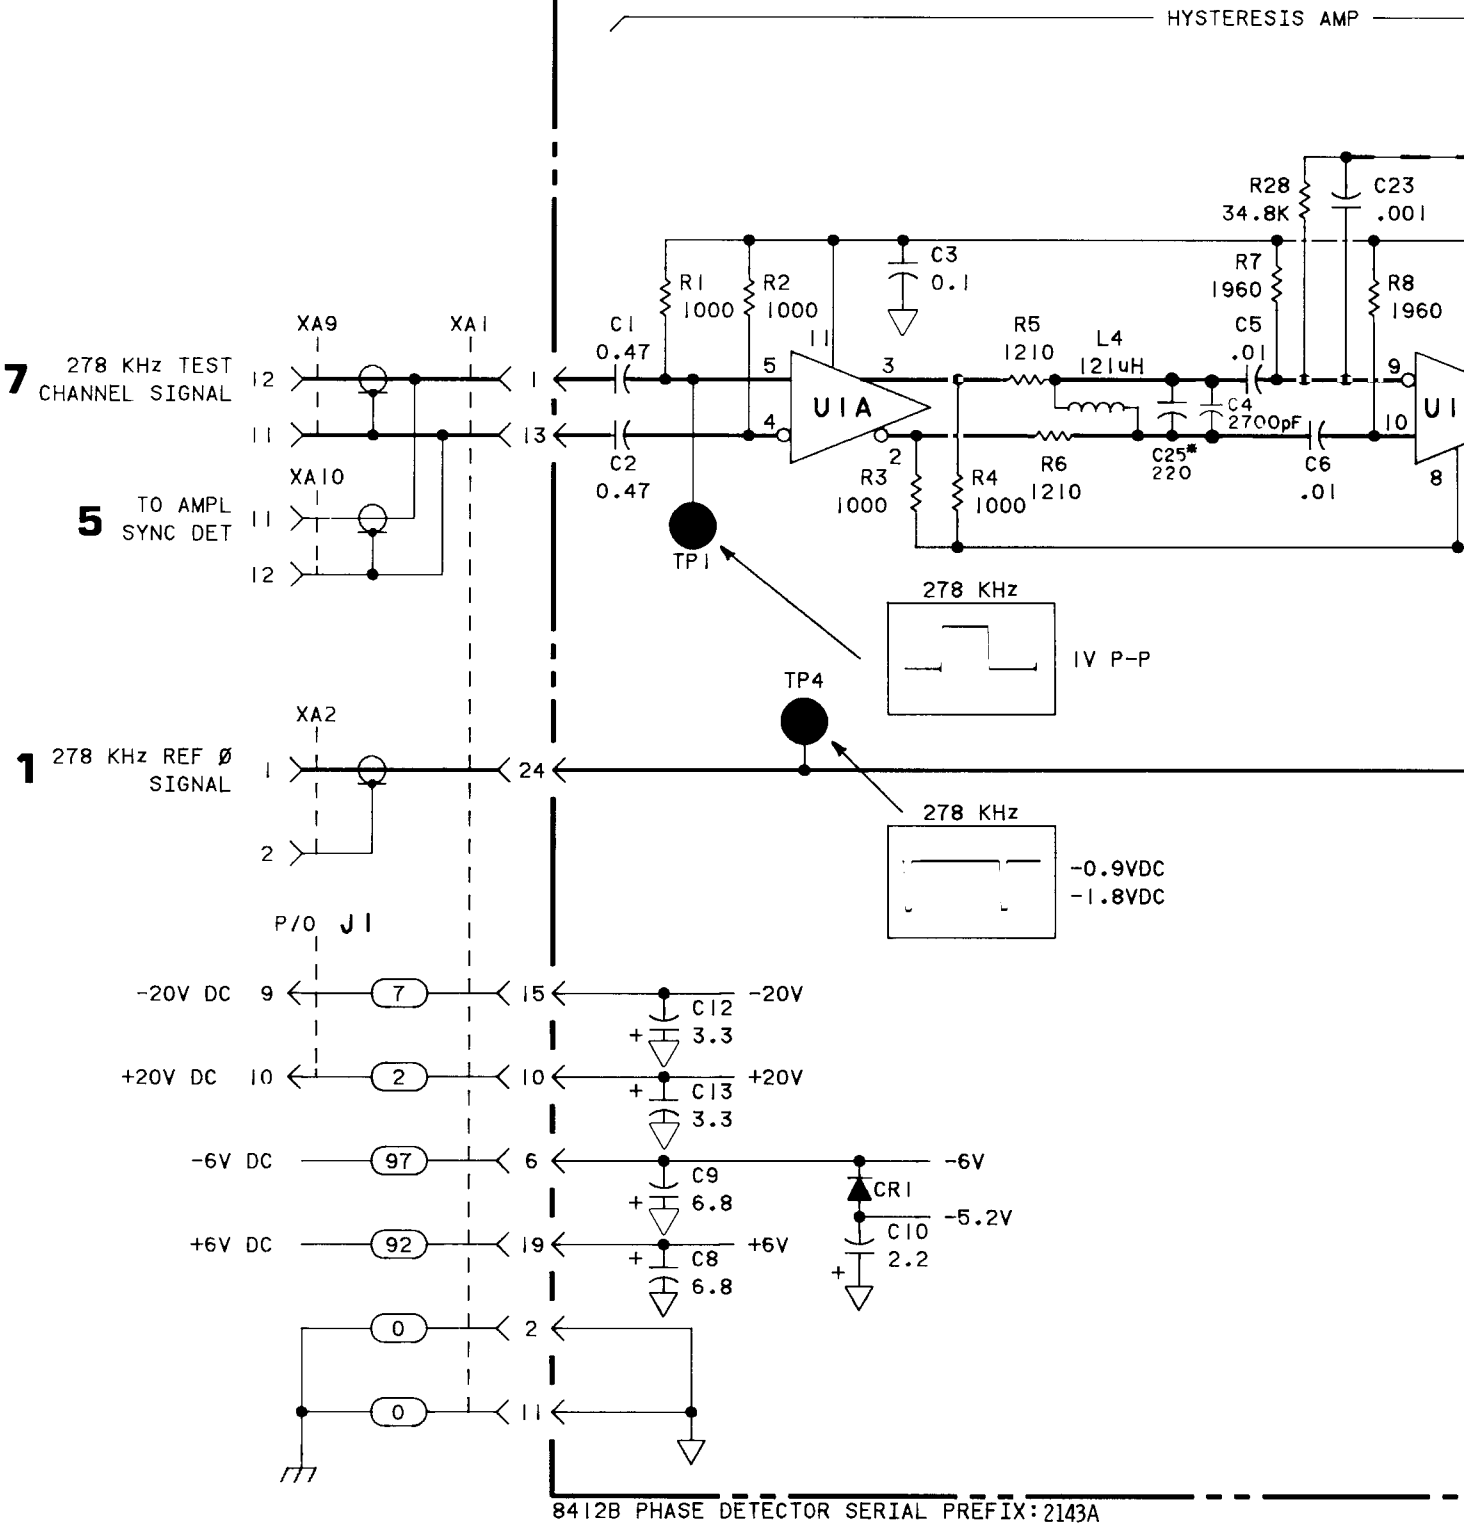 HYSTERESIS AMP
R28
34.8K
C23
.001
C3
0.1
R7
1960
R8
1960
R1
1000
R2
1000
XA9
XA1
C1
0.47
11
R5
1210
L4
121uH
C5
.01
7
278 KHz TEST
CHANNEL SIGNAL
12
1
5
3
9
U1A
C4
2700pF
U1
11
13
4
2
10
C2
0.47
R3
1000
R4
1000
R6
1210
C25*
220
C6
.01
8
XA10
5
TO AMPL
SYNC DET
11
12
TP1
278 KHz
1V P-P
TP4
XA2
1
278 KHz REF Ø
SIGNAL
1
24
2
278 KHz
-0.9VDC
-1.8VDC
P/O J1
-20V DC 9 7 15 -20V
C12
+ 3.3
+20V DC 10 2 10 +20V
+ C13
3.3
-6V DC 97 6 -6V
C9
+ 6.8
CR1
-5.2V
C10
2.2
+
+6V DC 92 19 +6V
+ C8
6.8
0 2
0 11
8412B PHASE DETECTOR SERIAL PREFIX: 2143A